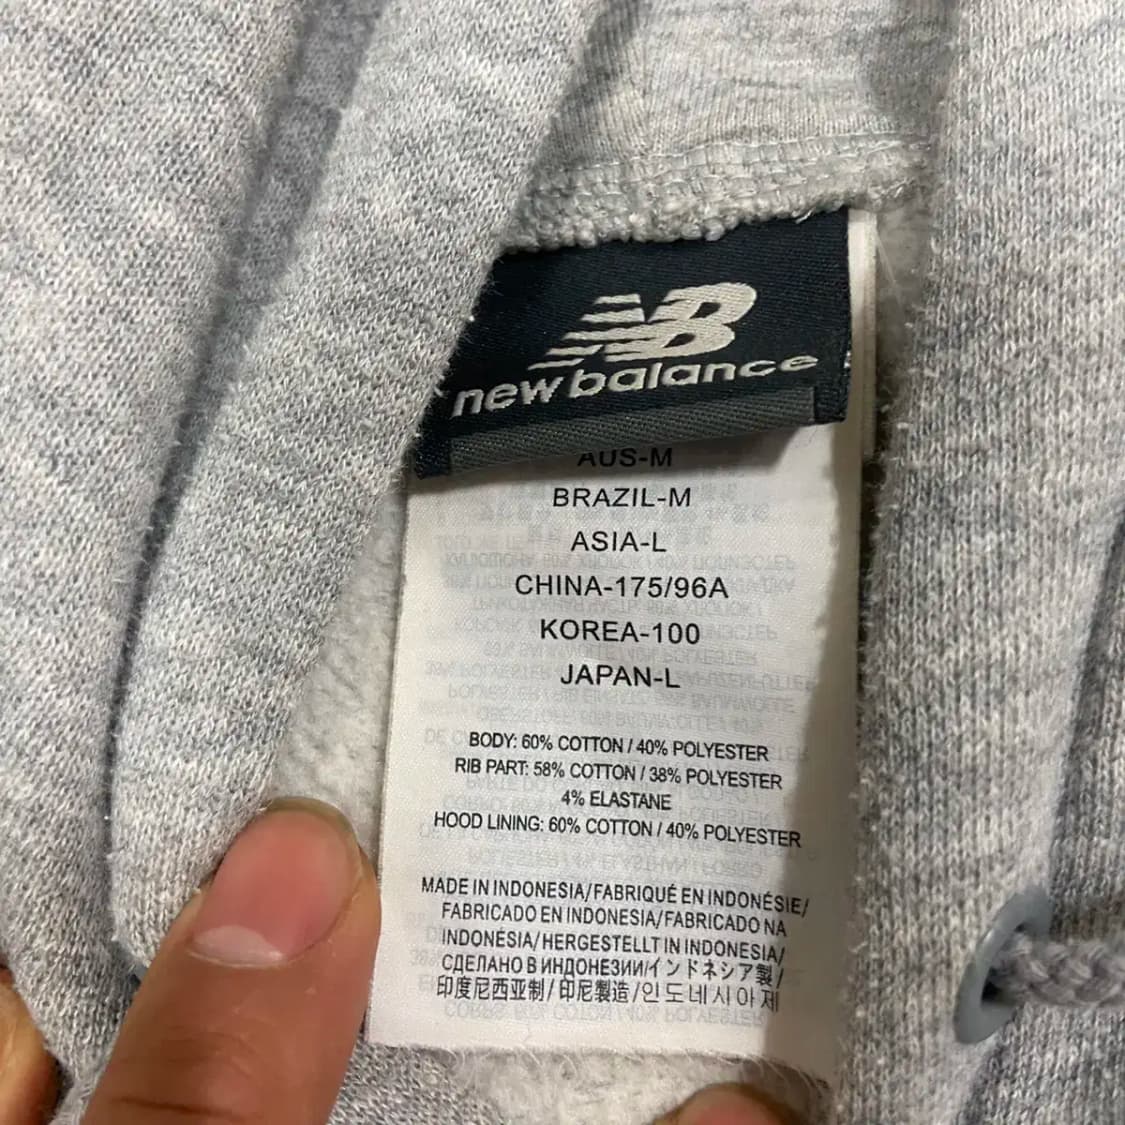 NB
new balance
AUS-M
BRAZIL-M
ASIA-L
CHINA-175/96A
KOREA-100
JAPAN-L
BODY: 60% COTTON / 40% POLYESTER
RIB PART: 58% COTTON / 38% POLYESTER
4% ELASTANE
HOOD LINING: 60% COTTON / 40% POLYESTER
MADE IN INDONESIA/FABRIQUÉ EN INDONÉSIE/
FABRICADO EN INDONESIA/FABRICADO NA
INDONÉSIA/HERGESTELLT IN INDONESIA/
СДЕЛАНО В ИНДОНЕЗИИ/インドネシア製/
印度尼西亚制/印尼製造/인도네시아제